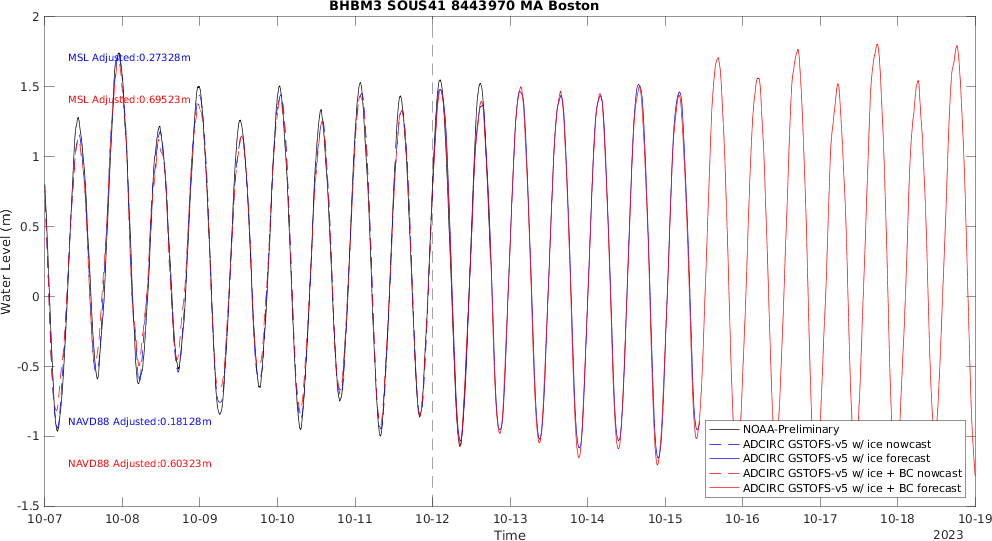 BHBM3 SOUS41 8443970 MA Boston
2
MSL Adjusted:0.27328m
1.5
MSL Adjusted:0.69523m
1
0.5
Water Level (m)
0
-0.5
NAVD88 Adjusted:0.18128m
NOAA-Preliminary
-1
ADCIRC GSTOFS-v5 w/ ice nowcast
ADCIRC GSTOFS-v5 w/ ice forecast
NAVD88 Adjusted:0.60323m
ADCIRC GSTOFS-v5 w/ ice + BC nowcast
ADCIRC GSTOFS-v5 w/ ice + BC forecast
-1.5
10-07 10-08 10-09 10-10 10-11 10-12 10-13 10-14 10-15 10-16 10-17 10-18 10-19
Time
2023